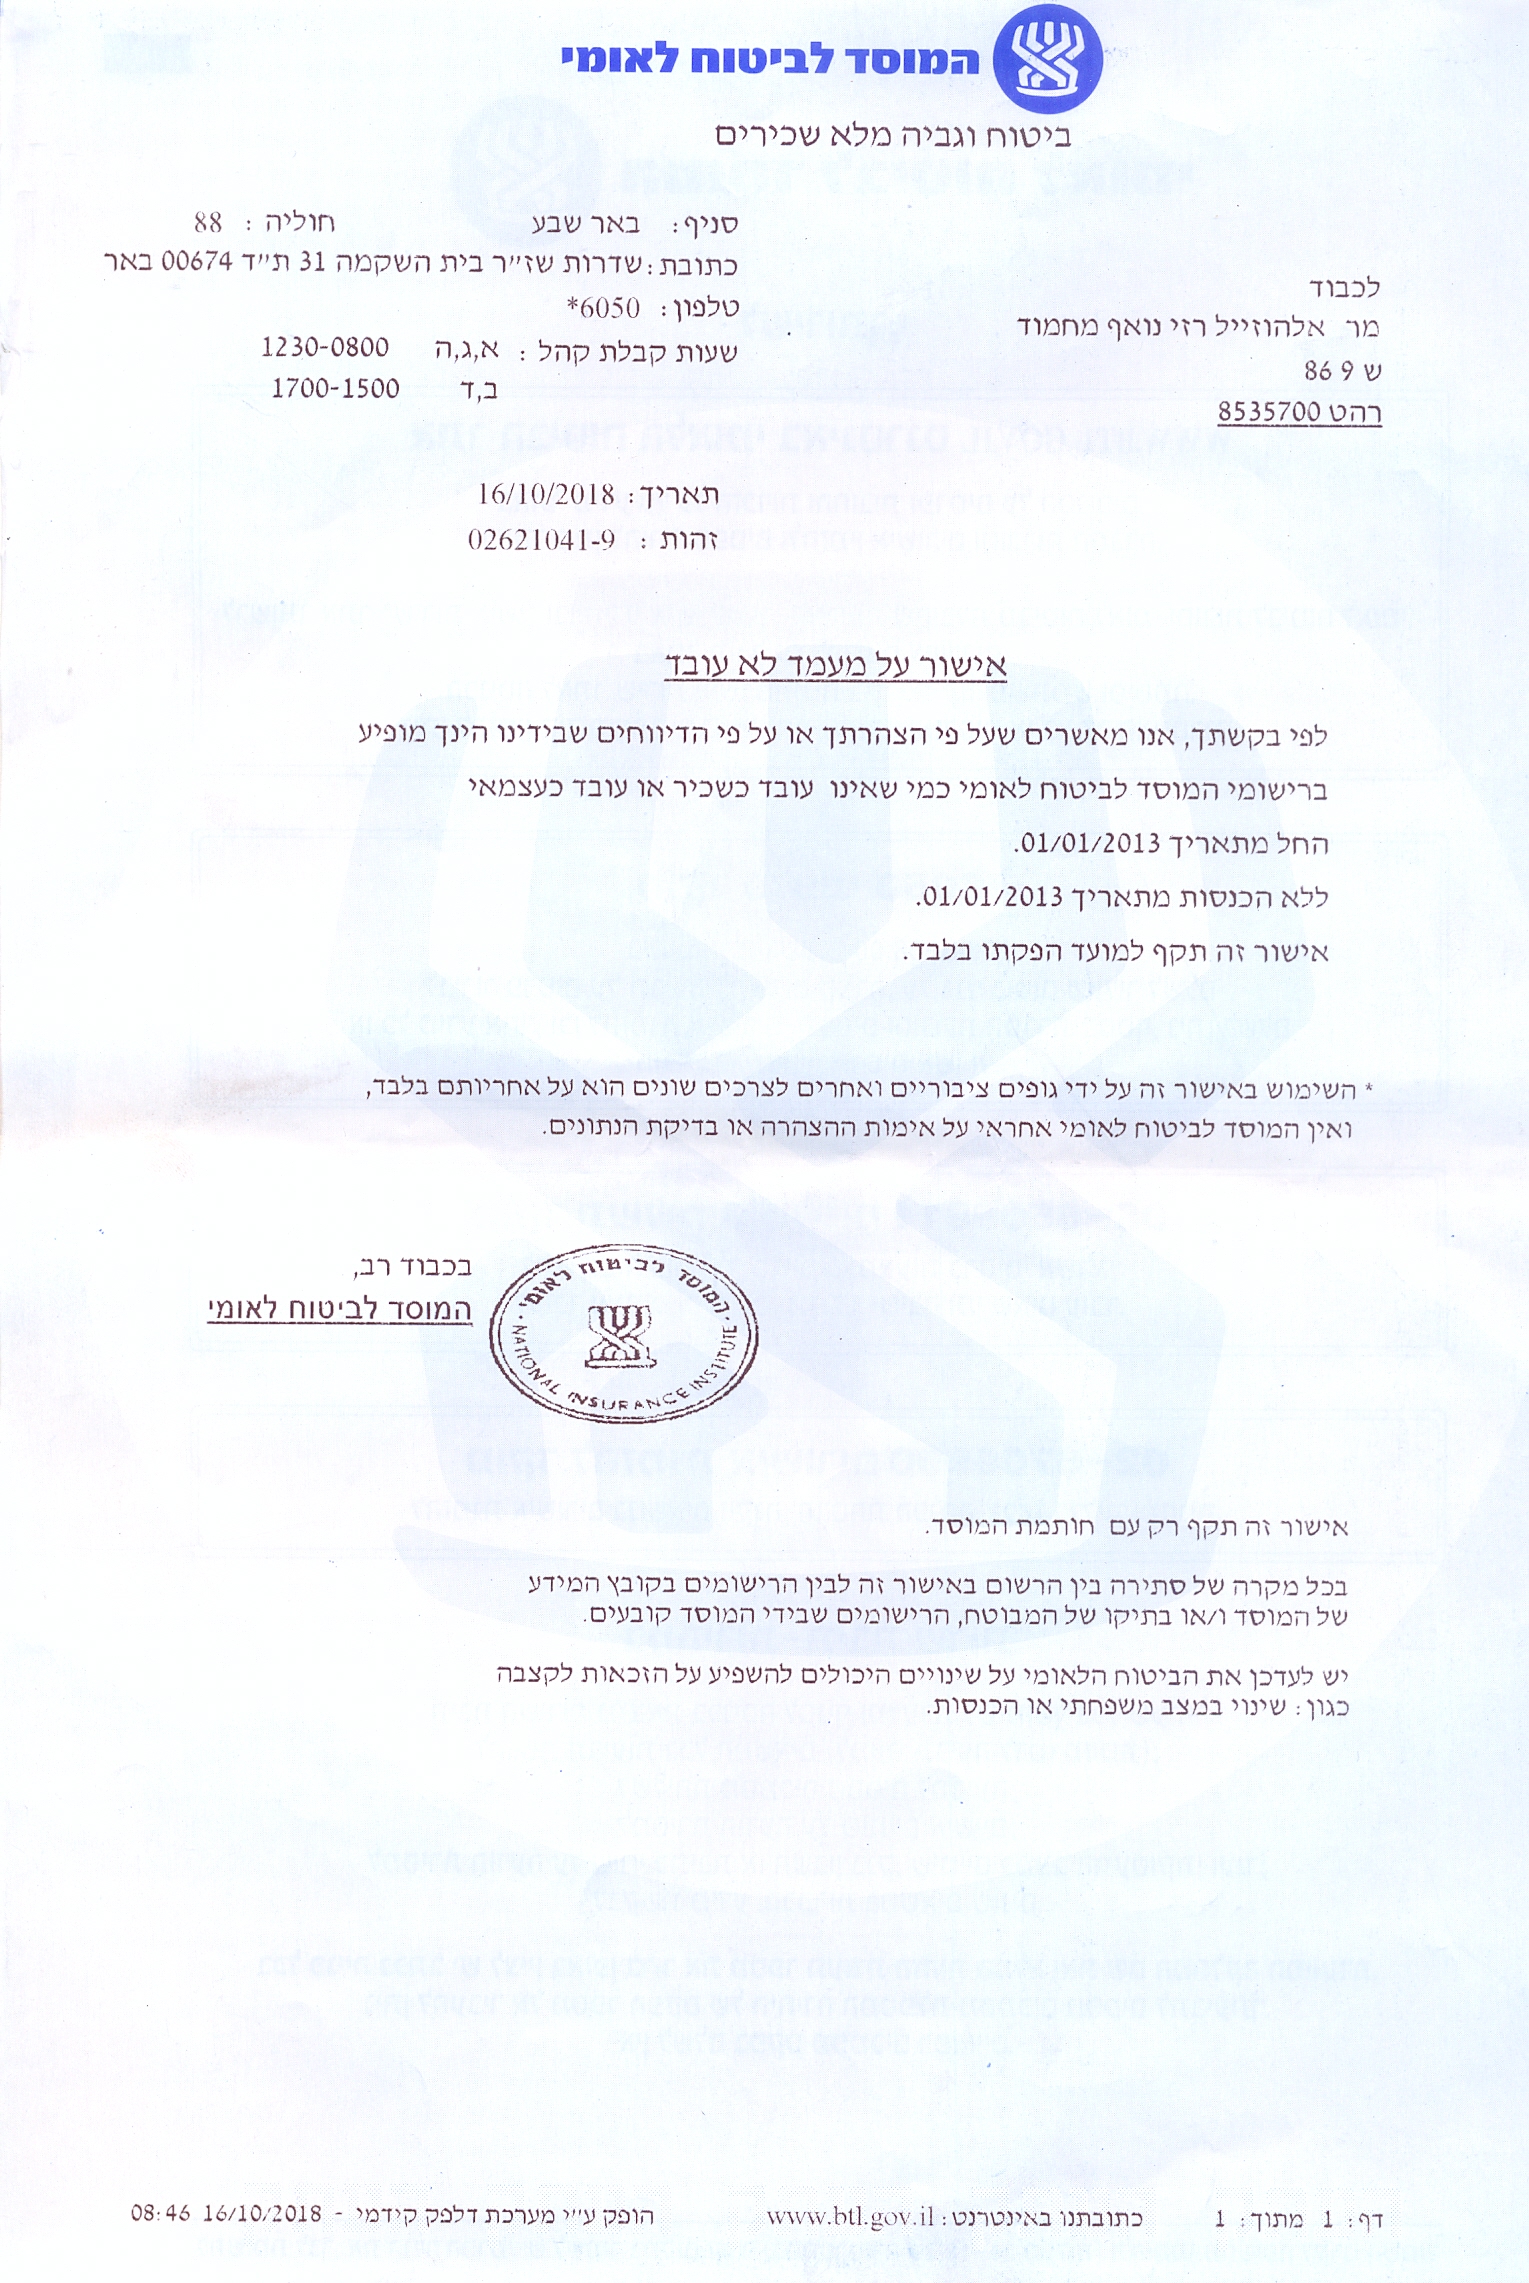 המוסד לביטוח לאומי
ביטוח וגביה מלא שכירים
סניף: באר שבע חוליה : 88
כתובת: שדרות שז״ר בית השקמה 31 ת״ד 00674 באר
טלפון: 6050*
שעות קבלת קהל : א,ג,ה 1230-0800
ב,ד 1700-1500
לכבוד
מר אלהוזייל רזי נואף מחמוד
ש 9 86
רהט 8535700
תאריך: 16/10/2018
זהות : 02621041-9
אישור על מעמד לא עובד
לפי בקשתך, אנו מאשרים שעל פי הצהרתך או על פי הדיווחים שבידינו הינך מופיע
ברישומי המוסד לביטוח לאומי כמי שאינו עובד כשכיר או עובד כעצמאי
החל מתאריך 01/01/2013.
ללא הכנסות מתאריך 01/01/2013.
אישור זה תקף למועד הפקתו בלבד.
* השימוש באישור זה על ידי גופים ציבוריים ואחרים לצרכים שונים הוא על אחריותם בלבד,
ואין המוסד לביטוח לאומי אחראי על אימות ההצהרה או בדיקת הנתונים.
בכבוד רב,
המוסד לביטוח לאומי
המוסד לביטוח לאומי
NATIONAL INSURANCE INSTITUTE
אישור זה תקף רק עם חותמת המוסד.
בכל מקרה של סתירה בין הרשום באישור זה לבין הרישומים בקובץ המידע
של המוסד ו/או בתיקו של המבוטח, הרישומים שבידי המוסד קובעים.
יש לעדכן את הביטוח הלאומי על שינויים היכולים להשפיע על הזכאות לקצבה
כגון: שינוי במצב משפחתי או הכנסות.
דף: 1 מתוך: 1 כתובתנו באינטרנט: www.btl.gov.il הופק ע״י מערכת דלפק קידמי - 16/10/2018 08:46